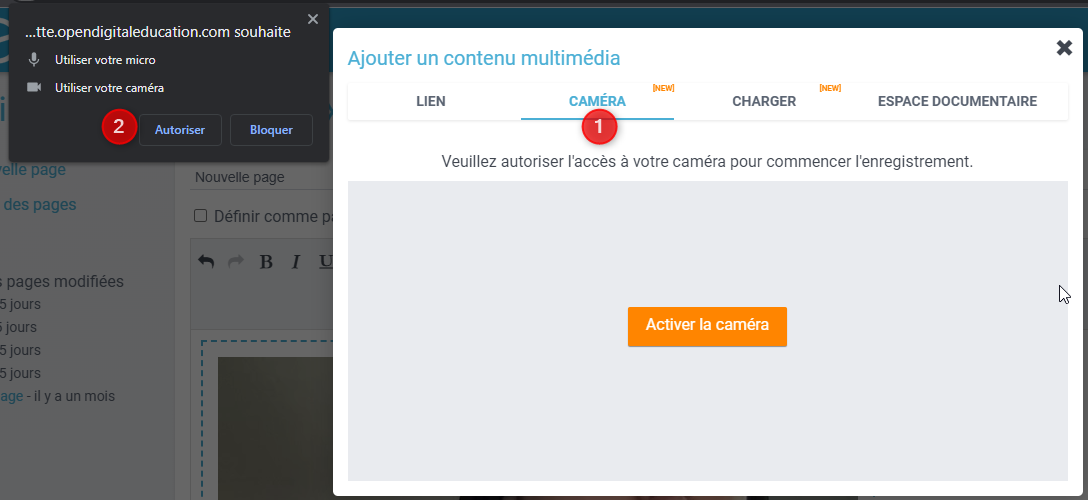 ...tte.opendigitaleducation.com souhaite
Utiliser votre micro
Utiliser votre caméra
2
Autoriser
Bloquer
Ajouter un contenu multimédia
LIEN
CAMÉRA
[NEW]
CHARGER
[NEW]
ESPACE DOCUMENTAIRE
1
Veuillez autoriser l'accès à votre caméra pour commencer l'enregistrement.
Activer la caméra
velle page
des pages
s pages modifiées
5 jours
5 jours
5 jours
5 jours
age - il y a un mois
Nouvelle page
Définir comme pa
B I U